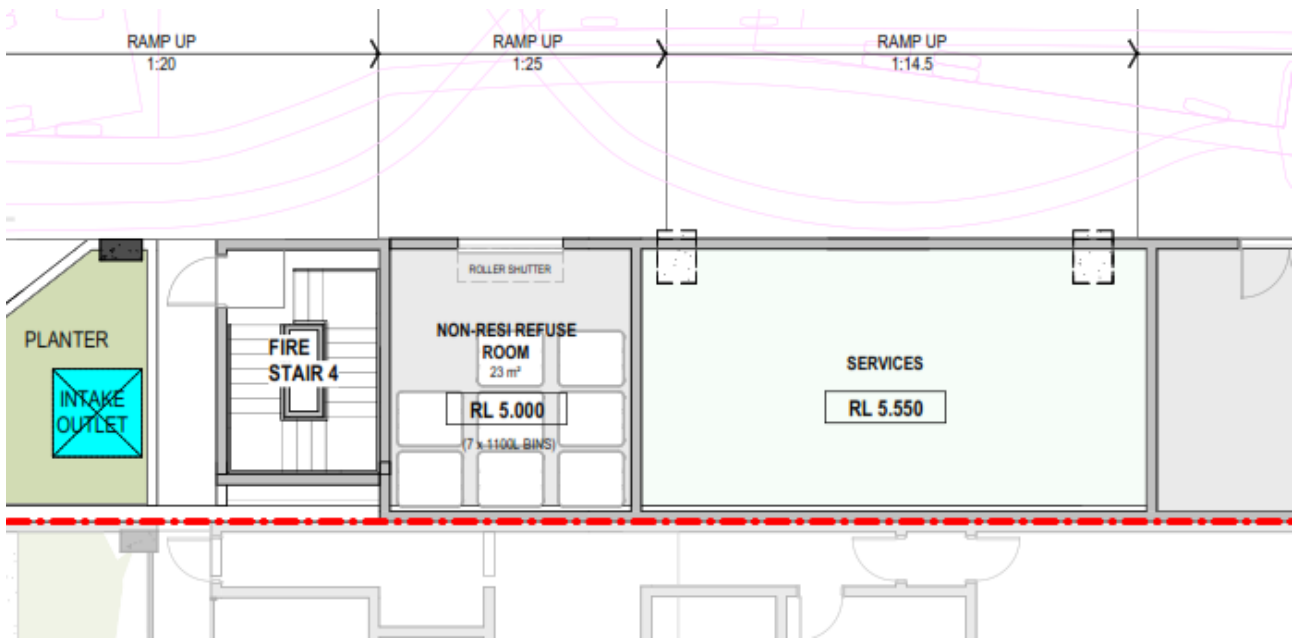 RAMP UP
1:20
RAMP UP
1:25
RAMP UP
1:14.5
ROLLER SHUTTER
PLANTER
INTAKE
OUTLET
FIRE
STAIR 4
NON-RESI REFUSE
ROOM
23 m²
RL 5.000
(7 x 1100L BINS)
SERVICES
RL 5.550